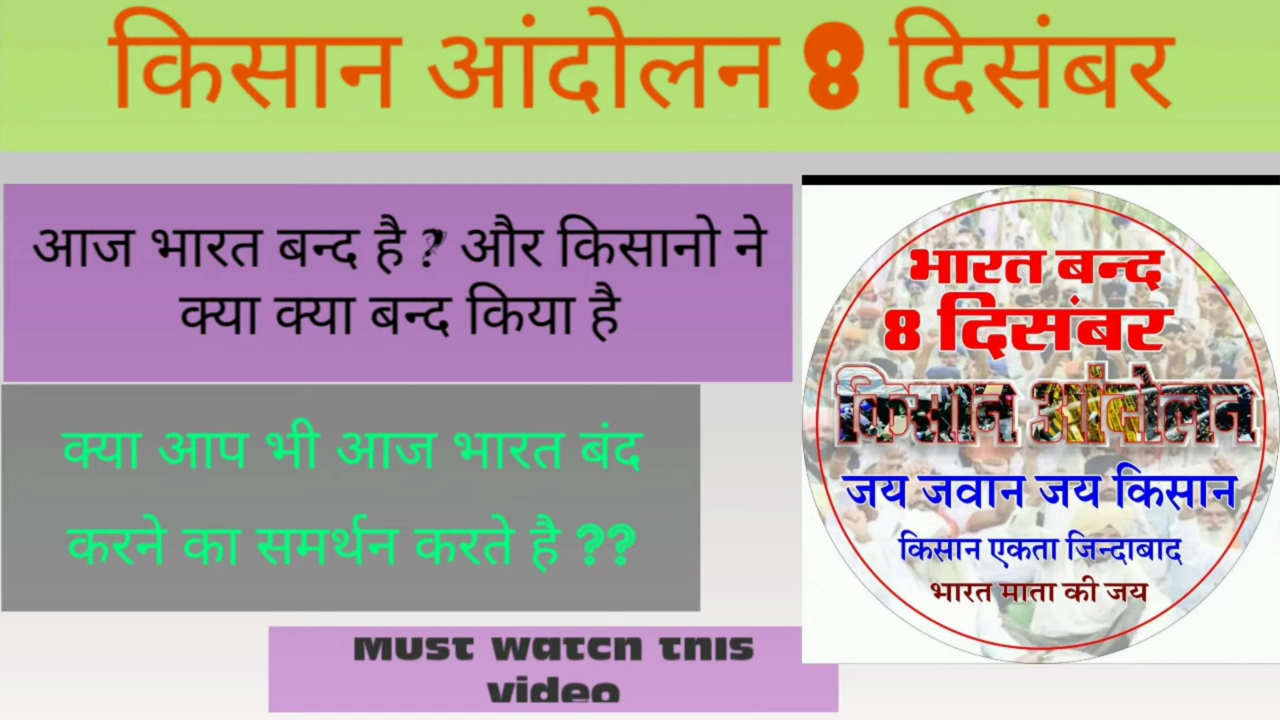 किसान आंदोलन 8 दिसंबर
आज भारत बन्द है ? और किसानो ने
क्या क्या बन्द किया है
क्या आप भी आज भारत बंद
करने का समर्थन करते है ??
Must watch this
video
भारत बन्द
8 दिसंबर
किसान आंदोलन
जय जवान जय किसान
किसान एकता जिन्दाबाद
भारत माता की जय